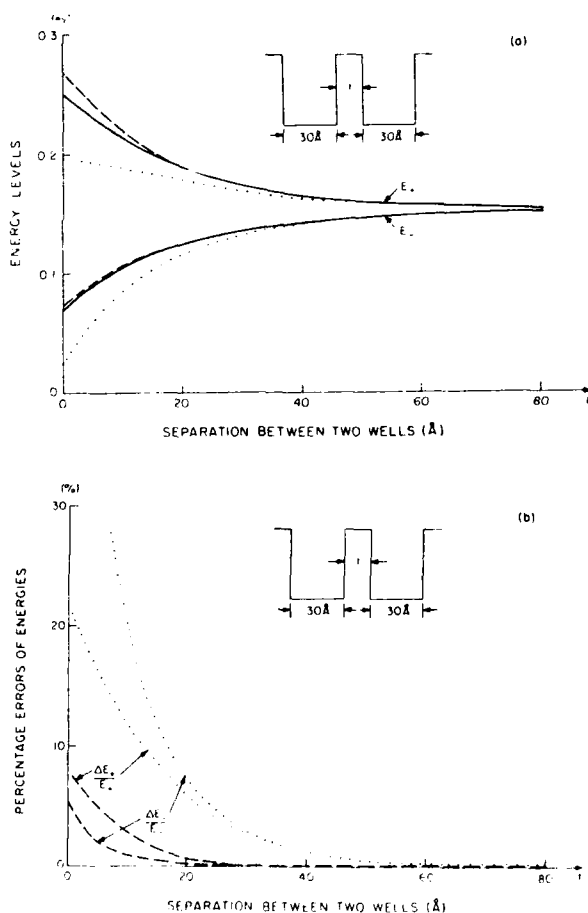 0.3
0.2
0.1
0
ENERGY LEVELS
(a)
t
30Å
30Å
E+
E-
0
20
40
60
80
t
SEPARATION BETWEEN TWO WELLS (Å)
(%)
30
20
10
0
PERCENTAGE ERRORS OF ENERGIES
(b)
t
30Å
30Å
ΔE+
E+
ΔE-
E-
0
20
40
60
80
t
SEPARATION BETWEEN TWO WELLS (Å)